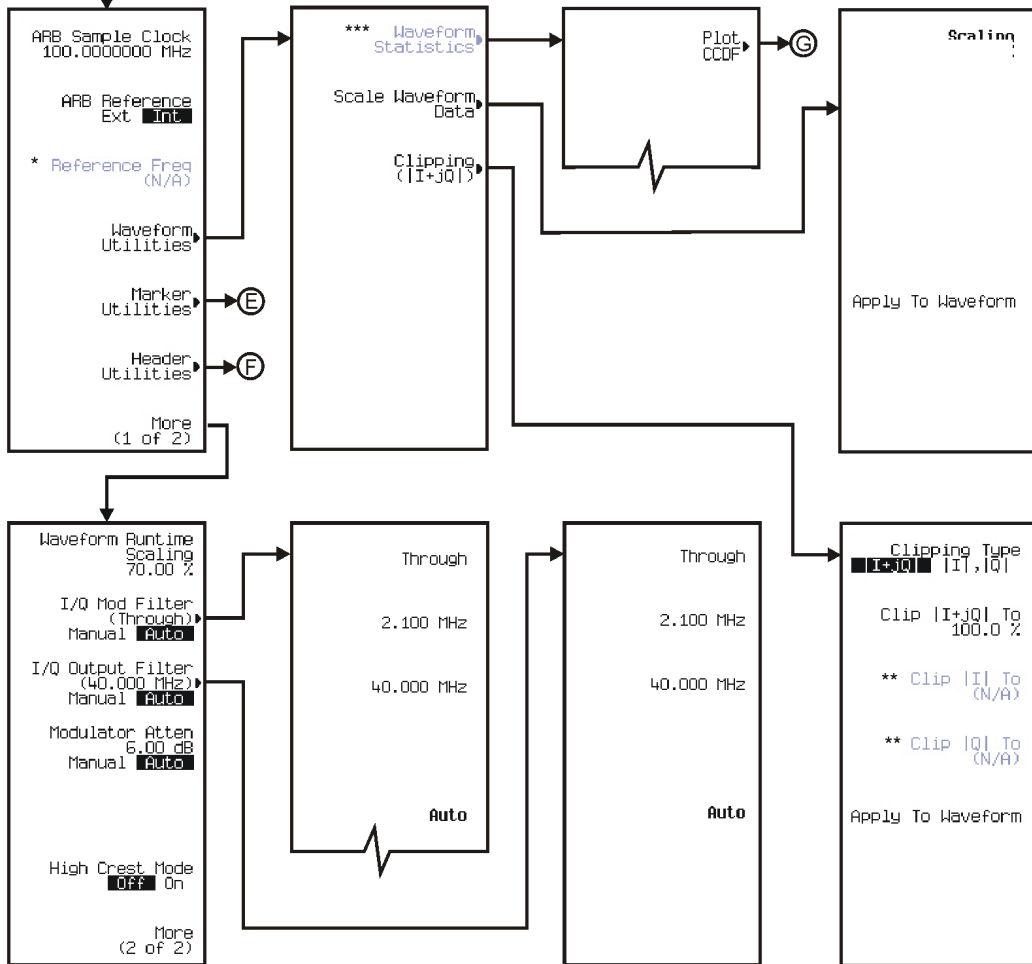 ARB Sample Clock
100.0000000 MHz
ARB Reference
Ext Int
* Reference Freq
(N/A)
Waveform
Utilities
Marker
Utilities
E
Header
Utilities
F
More
(1 of 2)
*** Waveform
Statistics
Scale Waveform
Data
Clipping
(|I+jQ|)
Plot
CCDF
G
Scaling
Apply To Waveform
Waveform Runtime
Scaling
70.00 %
I/Q Mod Filter
(Through)
Manual Auto
I/Q Output Filter
(40.000 MHz)
Manual Auto
Modulator Atten
6.00 dB
Manual Auto
High Crest Mode
Off On
More
(2 of 2)
Through
2.100 MHz
40.000 MHz
Auto
Through
2.100 MHz
40.000 MHz
Auto
Clipping Type
|I+jQ| |I|,|Q|
Clip |I+jQ| To
100.0 %
** Clip |I| To
(N/A)
** Clip |Q| To
(N/A)
Apply To Waveform